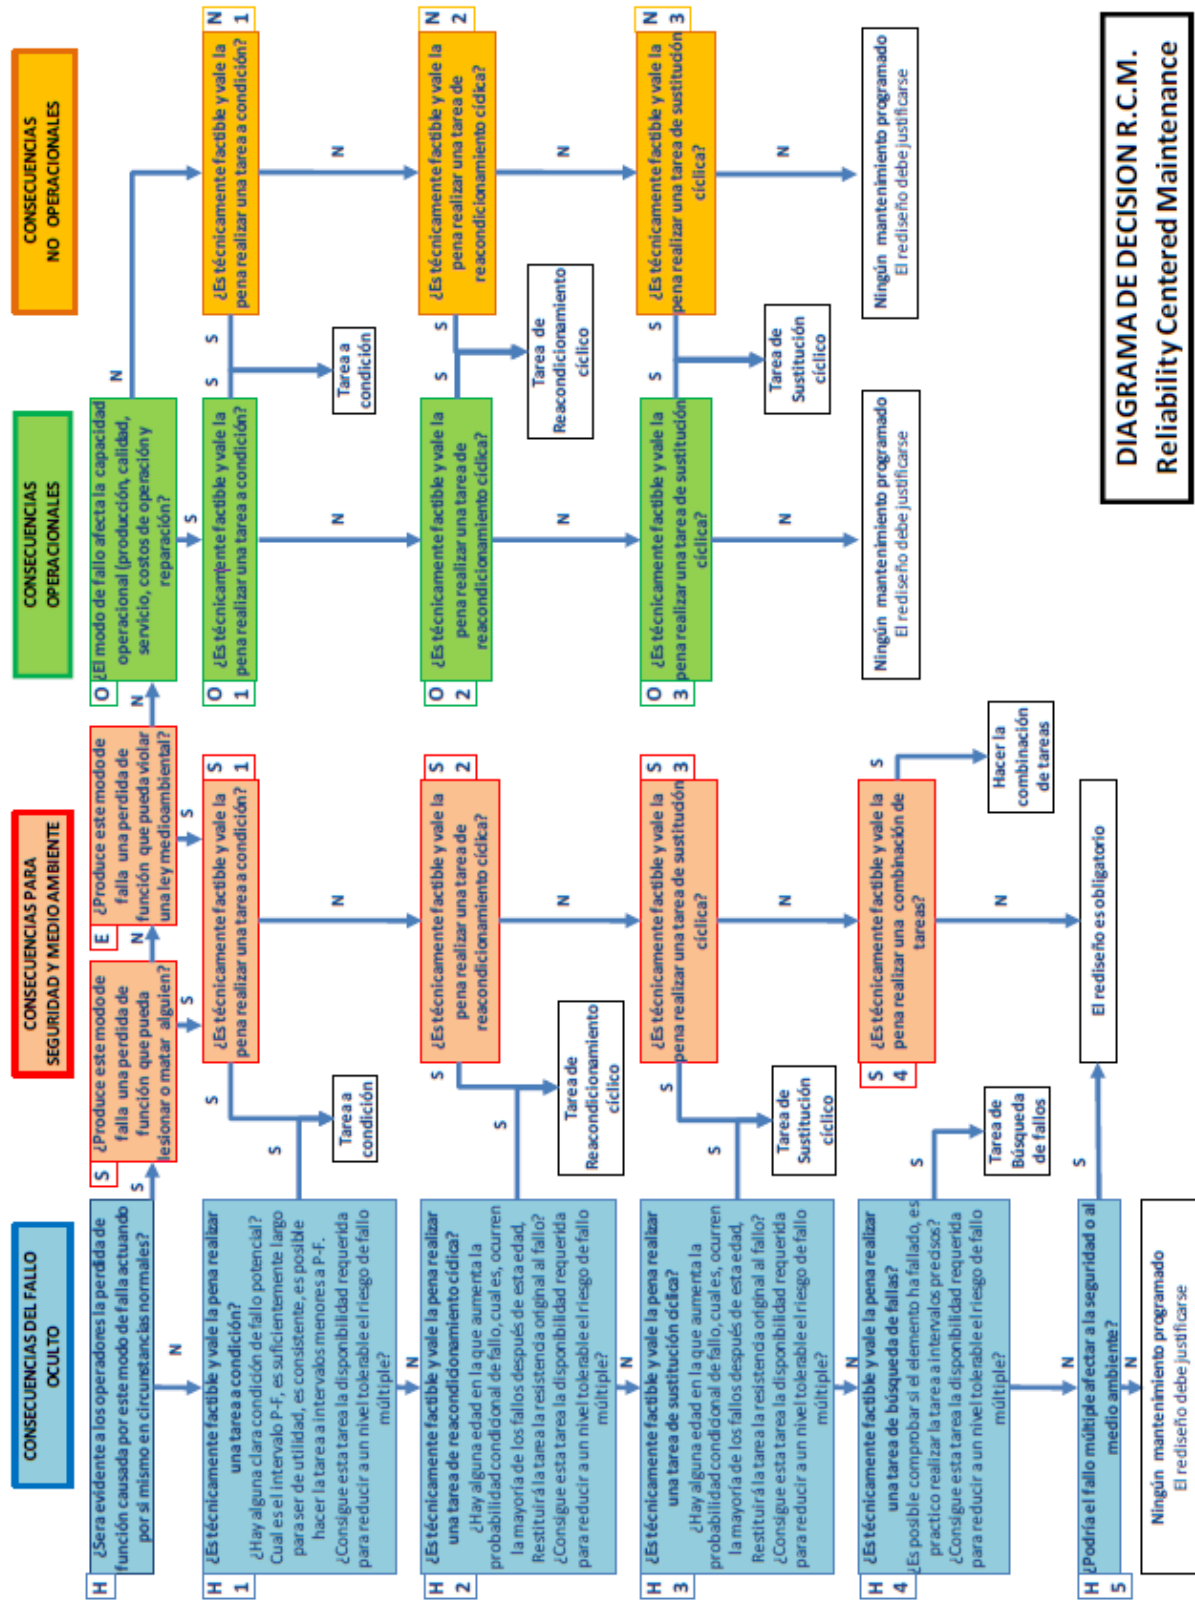 CONSECUENCIAS DEL FALLO
OCULTO
H
¿Sera evidente a los operadores la perdida de
función causada por este modo de falla actuando
por si mismo en circunstancias normales?
S
N
H
1
¿Es técnicamente factible y vale la pena realizar
una tarea a condición?
¿Hay alguna clara condición de fallo potencial?
Cual es el intervalo P-F, es suficientemente largo
para ser de utilidad, es consistente, es posible
hacer la tarea a intervalos menores a P-F.
¿Consigue esta tarea la disponibilidad requerida
para reducir a un nivel tolerable el riesgo de fallo
múltiple?
S
N
H
2
¿Es técnicamente factible y vale la pena realizar
una tarea de reacondicionamiento cíclica?
¿Hay alguna edad en la que aumenta la
probabilidad condicional de fallo, cual es, ocurren
la mayoría de los fallos después de esta edad,
Restituirá la tarea la resistencia original al fallo?
¿Consigue esta tarea la disponibilidad requerida
para reducir a un nivel tolerable el riesgo de fallo
múltiple?
S
N
H
3
¿Es técnicamente factible y vale la pena realizar
una tarea de sustitución cíclica?
¿Hay alguna edad en la que aumenta la
probabilidad condicional de fallo, cual es, ocurren
la mayoría de los fallos después de esta edad,
Restituirá la tarea la resistencia original al fallo?
¿Consigue esta tarea la disponibilidad requerida
para reducir a un nivel tolerable el riesgo de fallo
múltiple?
S
N
H
4
¿Es técnicamente factible y vale la pena realizar
una tarea de búsqueda de fallas?
¿Es posible comprobar si el elemento ha fallado, es
practico realizar la tarea a intervalos precisos?
¿Consigue esta tarea la disponibilidad requerida
para reducir a un nivel tolerable el riesgo de fallo
múltiple?
S
Tarea de
Búsqueda
de fallos
N
H
5
¿Podría el fallo múltiple afectar a la seguridad o al
medio ambiente?
S
N
N
Ningún mantenimiento programado
El rediseño debe justificarse
CONSECUENCIAS PARA
SEGURIDAD Y MEDIO AMBIENTE
S
¿Produce este modo de
falla una perdida de
función que pueda
lesionar o matar alguien?
N
S
E
¿Produce este modo de
falla una perdida de
función que pueda violar
una ley medioambiental?
N
S
S
1
¿Es técnicamente factible y vale la
pena realizar una tarea a condición?
S
Tarea a
condición
N
S
2
¿Es técnicamente factible y vale la
pena realizar una tarea de
reacondicionamiento cíclica?
S
Tarea de
Reacondicionamiento
cíclico
N
S
3
¿Es técnicamente factible y vale la
pena realizar una tarea de sustitución
cíclica?
S
Tarea de
Sustitución
cíclico
N
S
4
¿Es técnicamente factible y vale la
pena realizar una combinación de
tareas?
S
Hacer la
combinación
de tareas
N
El rediseño es obligatorio
CONSECUENCIAS
OPERACIONALES
O
¿El modo de fallo afecta la capacidad
operacional (producción, calidad,
servicio, costos de operación y
reparación?
N
S
O
1
¿Es técnicamente factible y vale la
pena realizar una tarea a condición?
S
Tarea a
condición
N
O
2
¿Es técnicamente factible y vale la
pena realizar una tarea de
reacondicionamiento cíclica?
S
Tarea de
Reacondicionamiento
cíclico
N
O
3
¿Es técnicamente factible y vale la
pena realizar una tarea de sustitución
cíclica?
S
Tarea de
Sustitución
cíclico
N
Ningún mantenimiento programado
El rediseño debe justificarse
CONSECUENCIAS
NO OPERACIONALES
N
1
¿Es técnicamente factible y vale la
pena realizar una tarea a condición?
S
N
N
2
¿Es técnicamente factible y vale la
pena realizar una tarea de
reacondicionamiento cíclica?
S
N
N
3
¿Es técnicamente factible y vale la
pena realizar una tarea de sustitución
cíclica?
S
N
Ningún mantenimiento programado
El rediseño debe justificarse
DIAGRAMA DE DECISION R.C.M.
Reliability Centered Maintenance